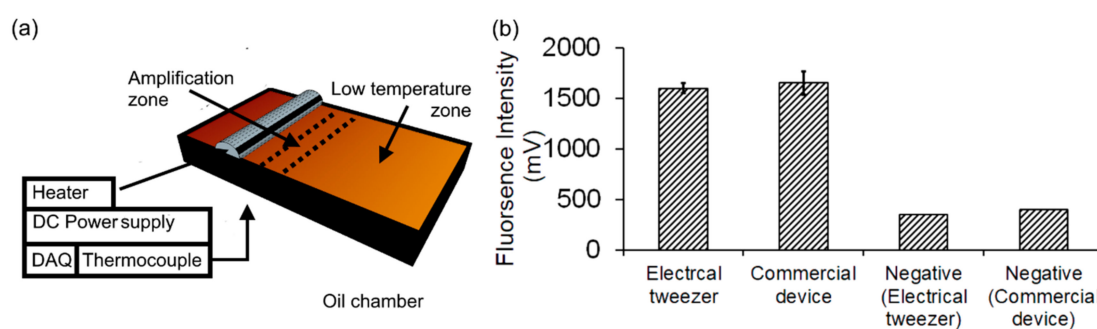 (a)
Amplification
zone
Low temperature
zone
Heater
DC Power supply
DAQ
Thermocouple
Oil chamber
(b)
Fluorsence Intensity
(mV)
2000
1500
1000
500
0
Electrcal
tweezer
Commercial
device
Negative
(Electrical
tweezer)
Negative
(Commercial
device)